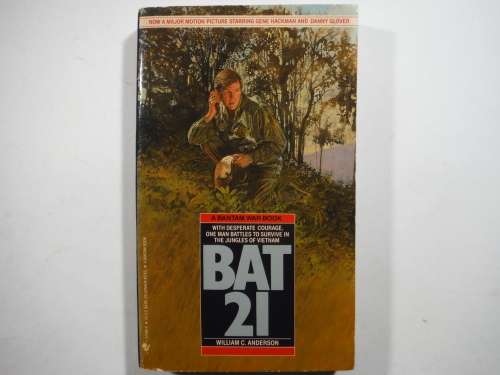 NOW A MAJOR MOTION PICTURE STARRING GENE HACKMAN AND DANNY GLOVER
A BANTAM WAR BOOK
WITH DESPERATE COURAGE,
ONE MAN BATTLES TO SURVIVE IN
THE JUNGLES OF VIETNAM
BAT
21
WILLIAM C. ANDERSON